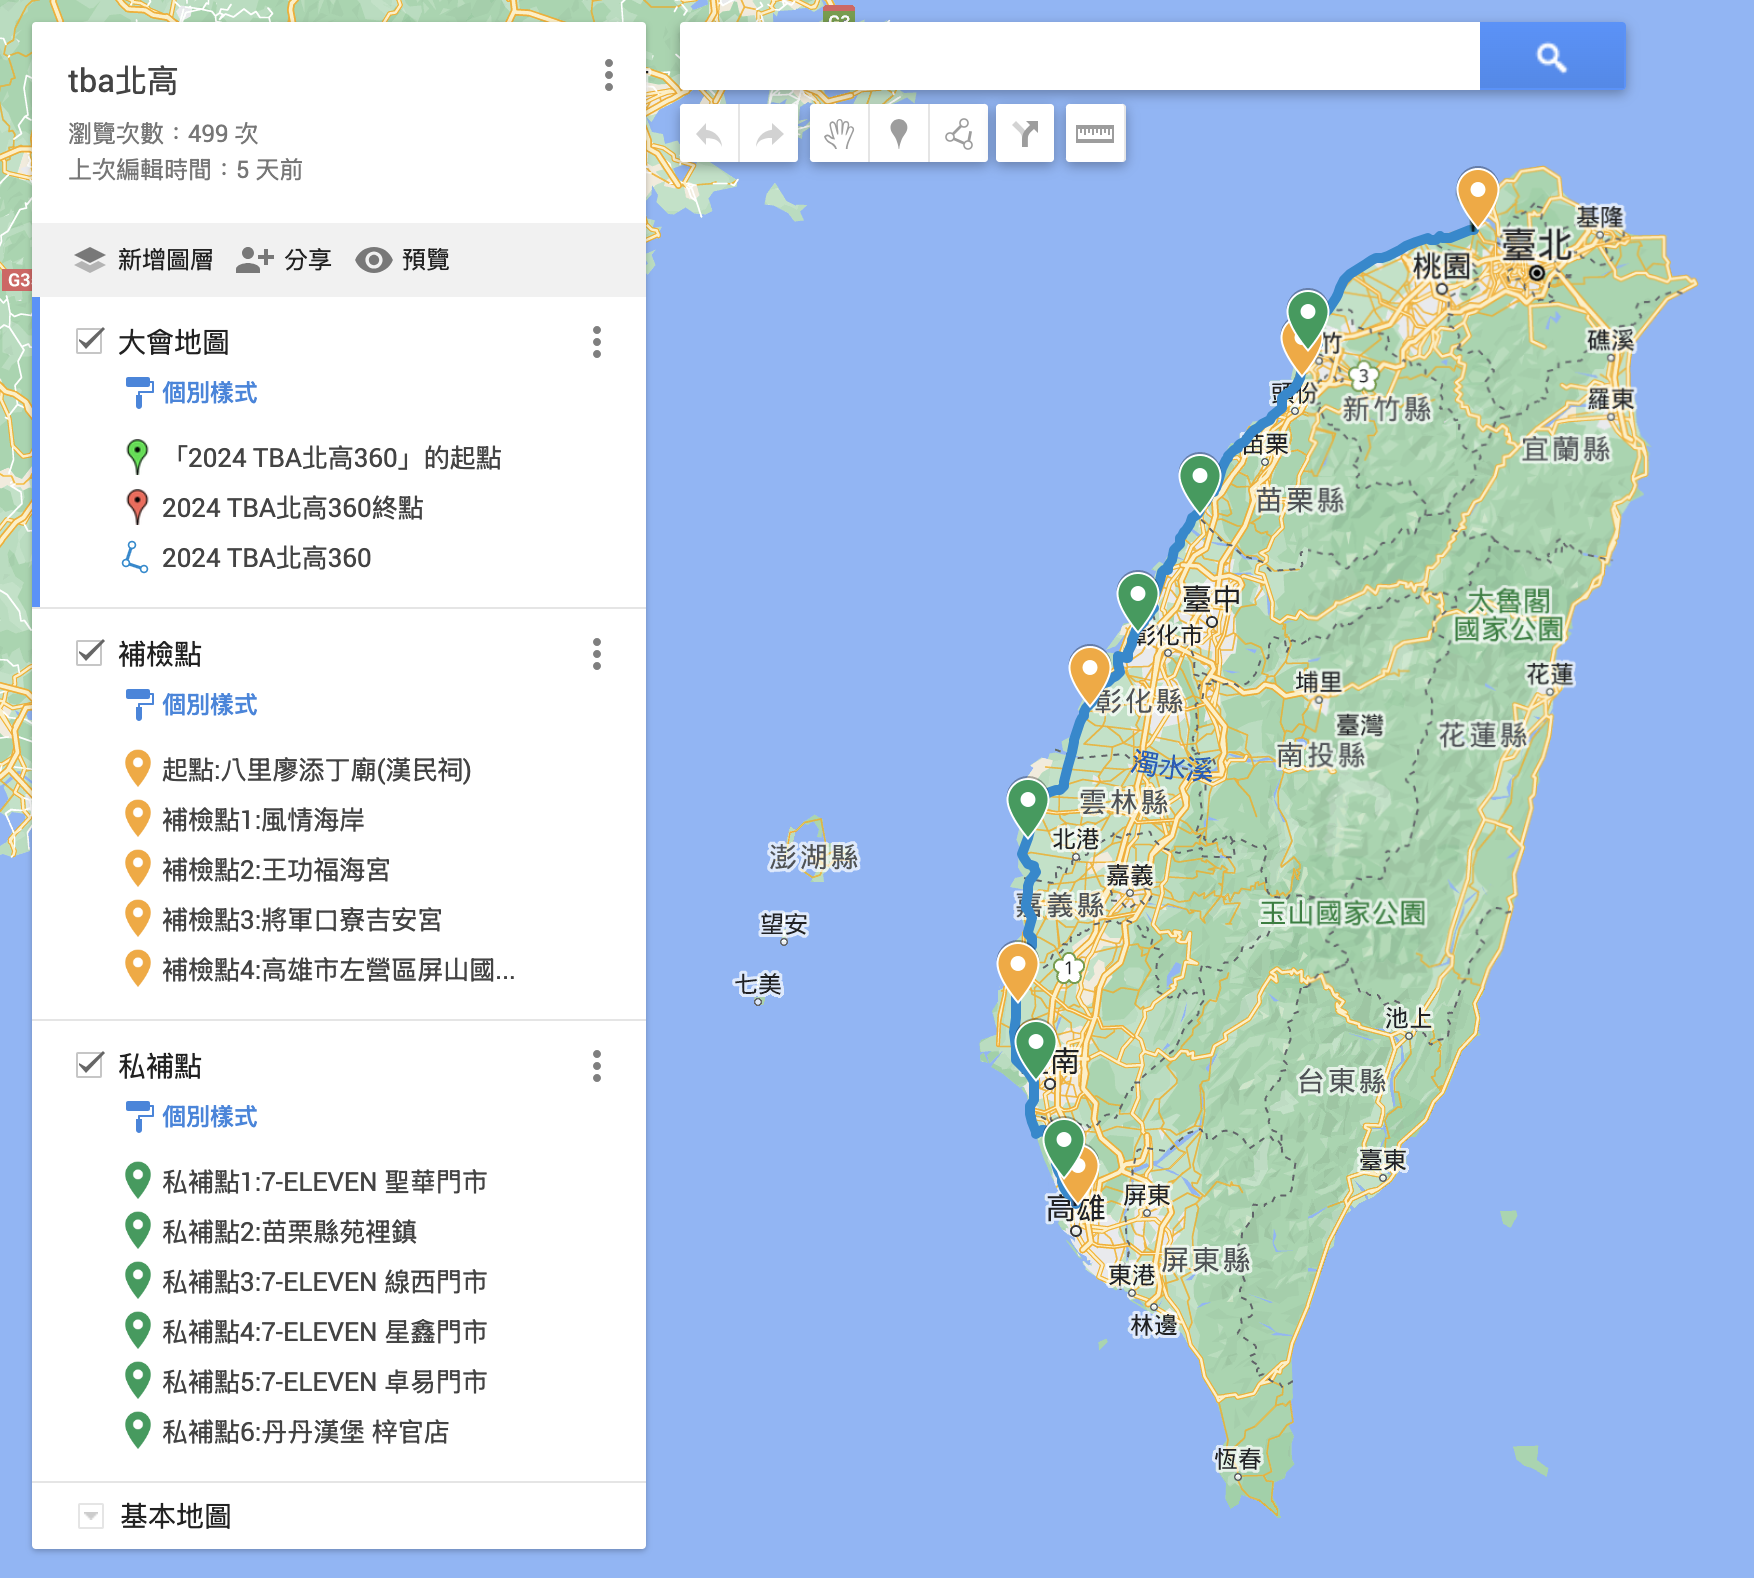 tba北高
瀏覽次數：499 次
上次編輯時間：5 天前
新增圖層
分享
預覽
大會地圖
個別樣式
「2024 TBA北高360」的起點
2024 TBA北高360終點
2024 TBA北高360
補檢點
個別樣式
起點:八里廖添丁廟(漢民祠)
補檢點1:風情海岸
補檢點2:王功福海宮
補檢點3:將軍口寮吉安宮
補檢點4:高雄市左營區屏山國...
私補點
個別樣式
私補點1:7-ELEVEN 聖華門市
私補點2:苗栗縣苑裡鎮
私補點3:7-ELEVEN 線西門市
私補點4:7-ELEVEN 星鑫門市
私補點5:7-ELEVEN 卓易門市
私補點6:丹丹漢堡 梓官店
基本地圖
G3
G3
基隆
臺北
桃園
竹
礁溪
3
頭份
新竹縣
羅東
苗栗
宜蘭縣
苗栗縣
臺中
太魯閣
國家公園
彰化市
花蓮
埔里
彰化縣
臺灣
花蓮縣
南投縣
濁水溪
雲林縣
北港
澎湖縣
嘉義
嘉義縣
玉山國家公園
望安
1
七美
池上
南
台東縣
臺東
屏東
高雄
屏東縣
東港
林邊
恆春